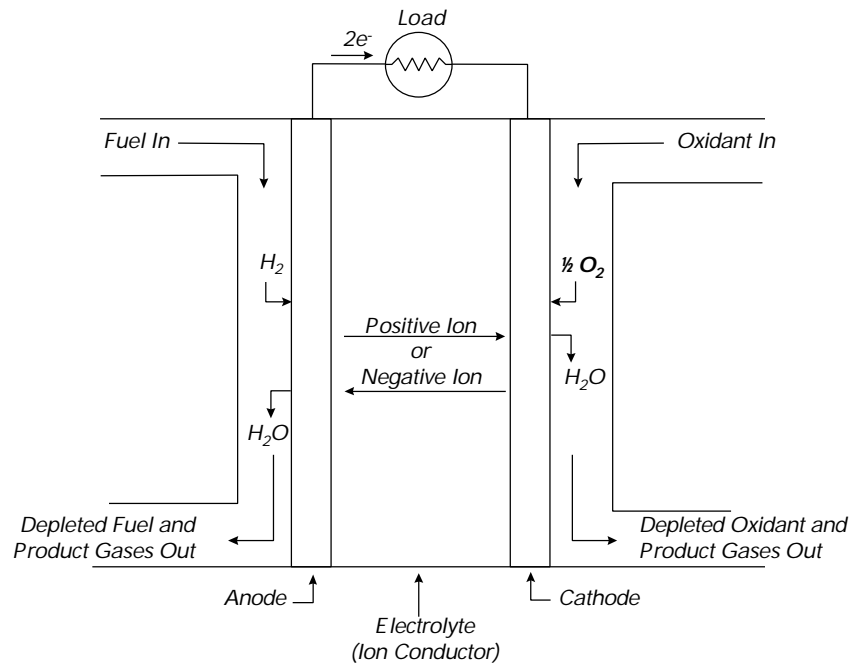 Load
2e-
Fuel In
Oxidant In
H2
½ O2
Positive Ion
or
Negative Ion
H2O
H2O
Depleted Fuel and
Product Gases Out
Depleted Oxidant and
Product Gases Out
Anode
Cathode
Electrolyte
(Ion Conductor)